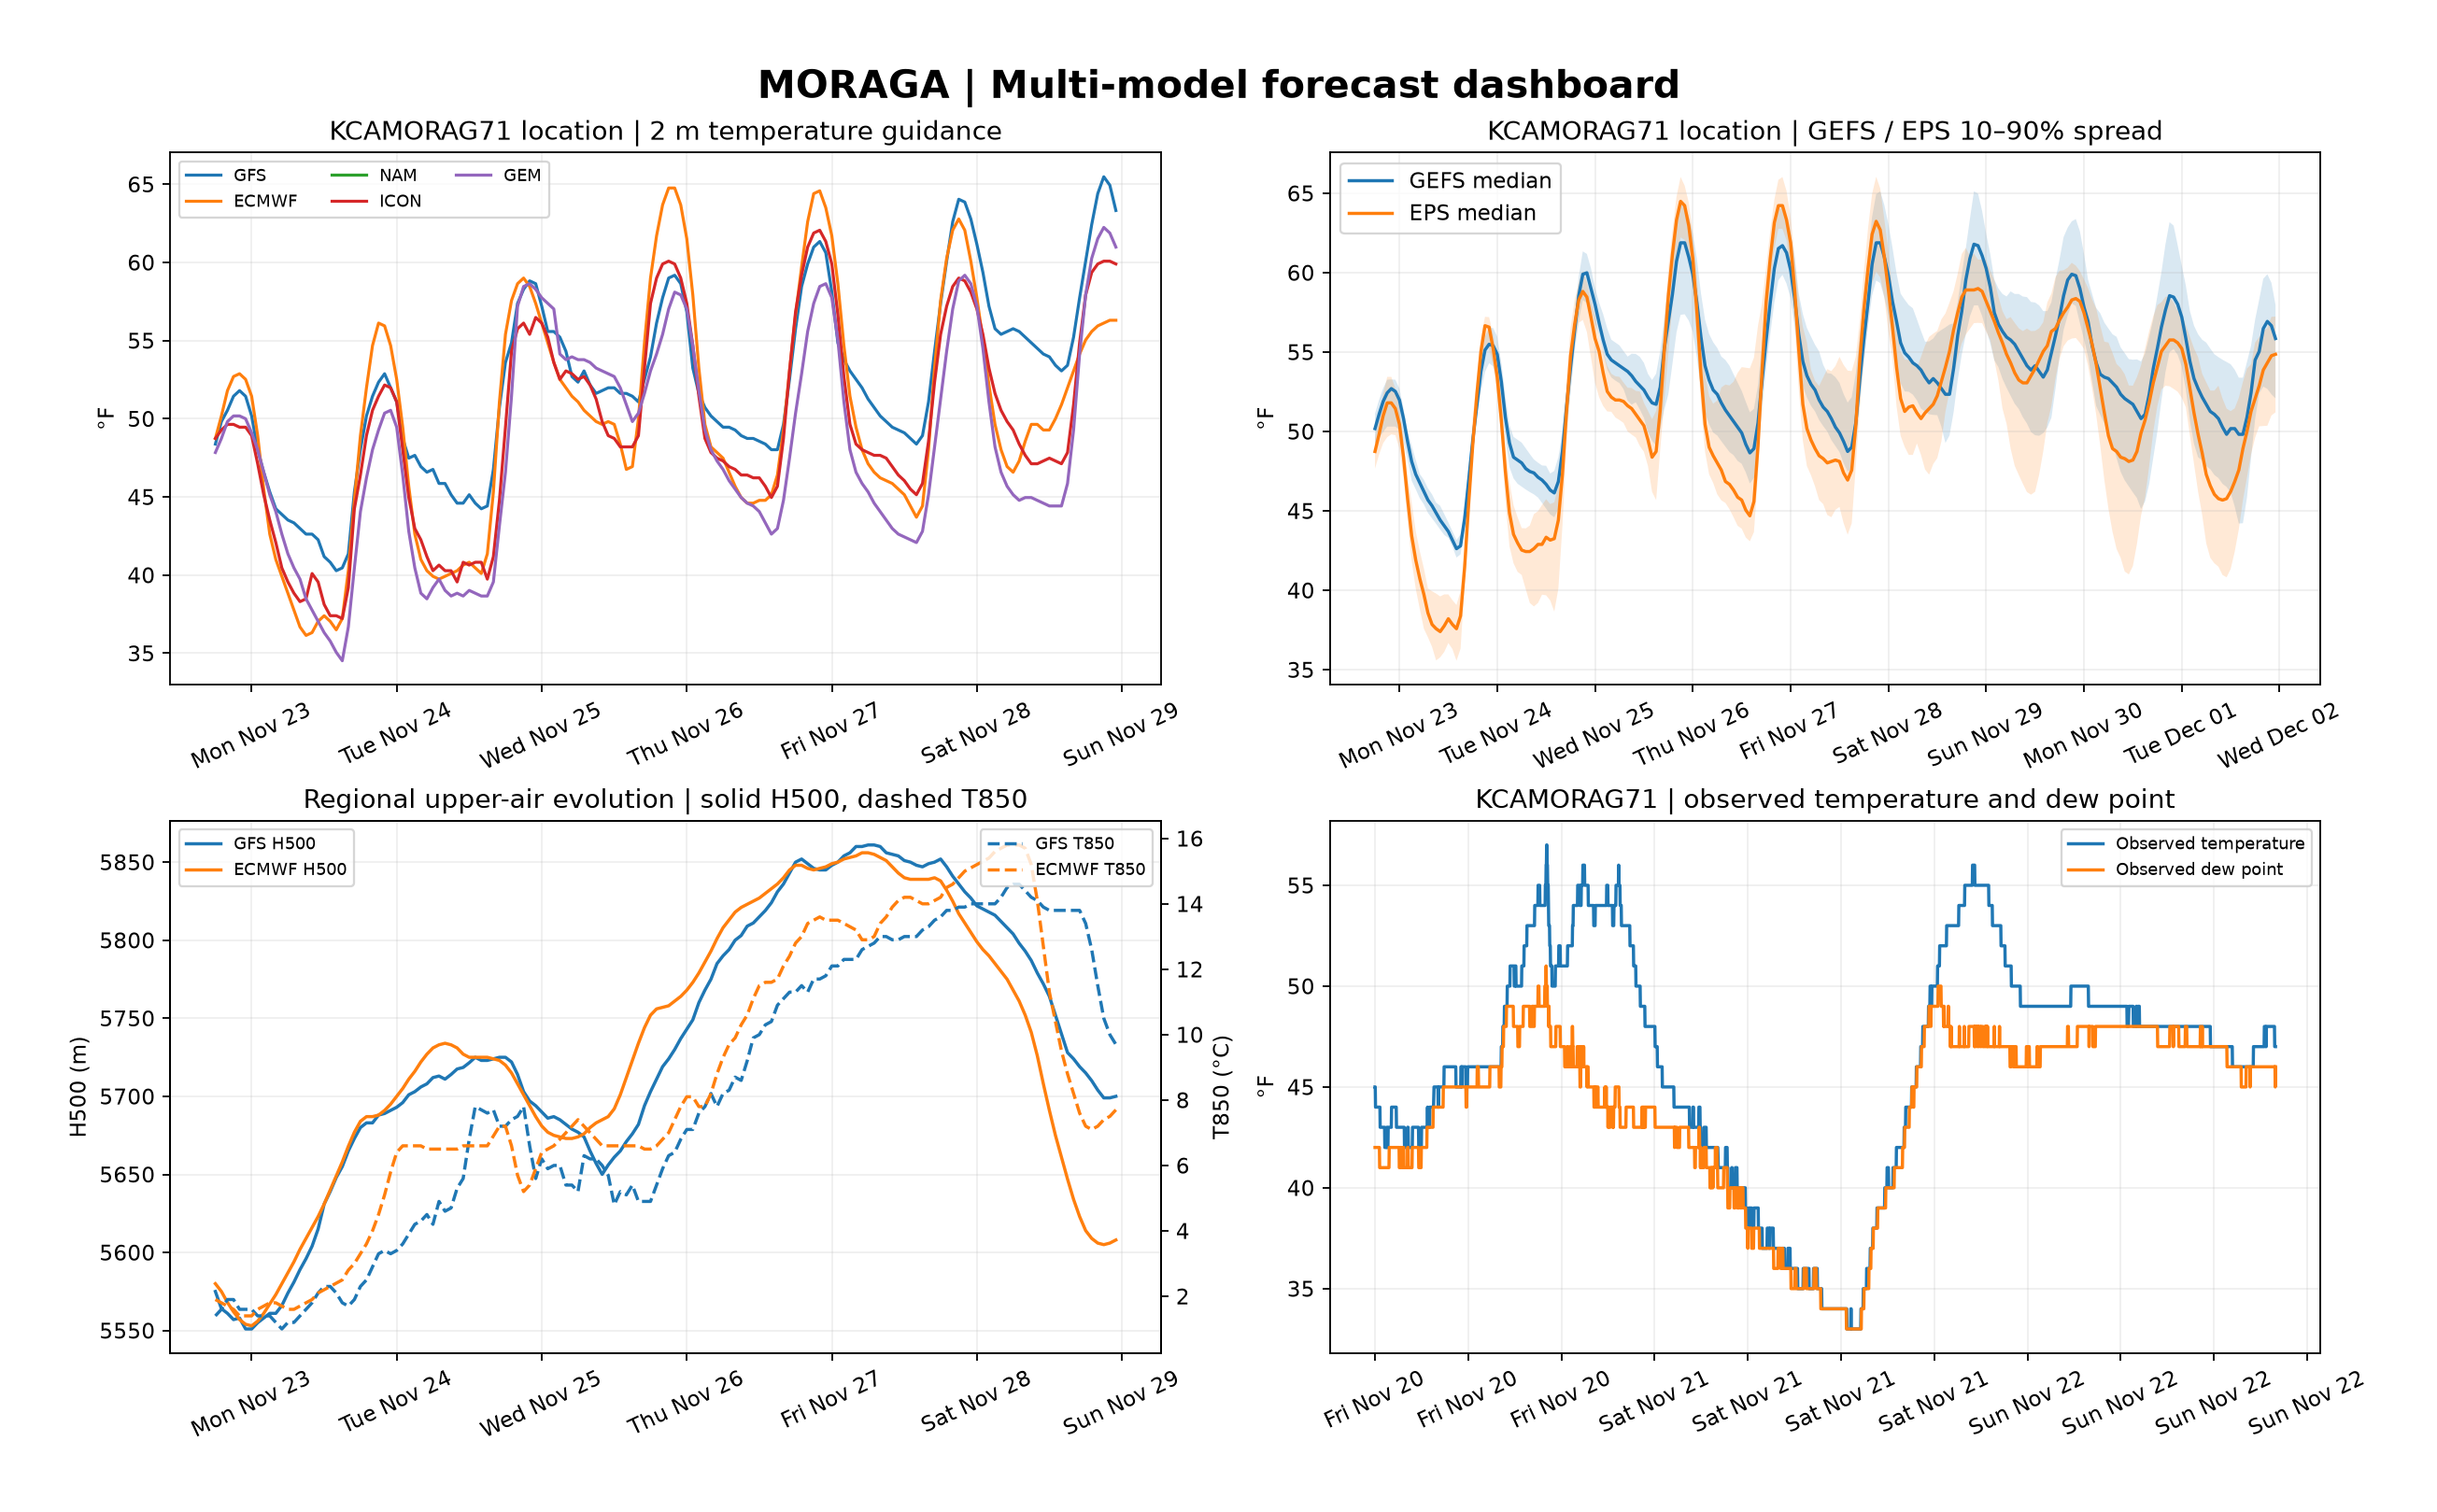 MORAGA | Multi-model forecast dashboard
KCAMORAG71 location | 2 m temperature guidance
GFS
ECMWF
NAM
ICON
GEM
65
60
55
50
45
40
35
°F
Mon Nov 23
Tue Nov 24
Wed Nov 25
Thu Nov 26
Fri Nov 27
Sat Nov 28
Sun Nov 29
KCAMORAG71 location | GEFS / EPS 10–90% spread
GEFS median
EPS median
65
60
55
50
45
40
35
°F
Mon Nov 23
Tue Nov 24
Wed Nov 25
Thu Nov 26
Fri Nov 27
Sat Nov 28
Sun Nov 29
Mon Nov 30
Tue Dec 01
Wed Dec 02
Regional upper-air evolution | solid H500, dashed T850
GFS H500
ECMWF H500
GFS T850
ECMWF T850
5850
5800
5750
5700
5650
5600
5550
H500 (m)
16
14
12
10
8
6
4
2
T850 (°C)
Mon Nov 23
Tue Nov 24
Wed Nov 25
Thu Nov 26
Fri Nov 27
Sat Nov 28
Sun Nov 29
KCAMORAG71 | observed temperature and dew point
Observed temperature
Observed dew point
55
50
45
40
35
°F
Fri Nov 20
Fri Nov 20
Fri Nov 20
Sat Nov 21
Sat Nov 21
Sat Nov 21
Sat Nov 21
Sun Nov 22
Sun Nov 22
Sun Nov 22
Sun Nov 22